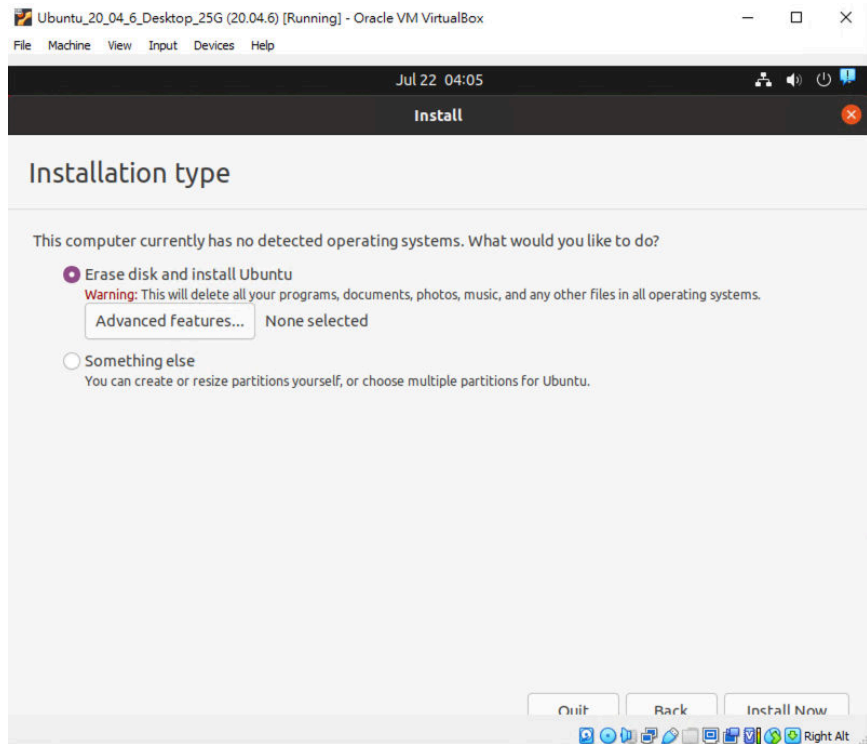 Ubuntu_20_04_6_Desktop_25G (20.04.6) [Running] - Oracle VM VirtualBox
File Machine View Input Devices Help
Jul 22 04:05
Install
Installation type
This computer currently has no detected operating systems. What would you like to do?
Erase disk and install Ubuntu
Warning: This will delete all your programs, documents, photos, music, and any other files in all operating systems.
Advanced features... None selected
Something else
You can create or resize partitions yourself, or choose multiple partitions for Ubuntu.
Quit Back Install Now
Right Alt